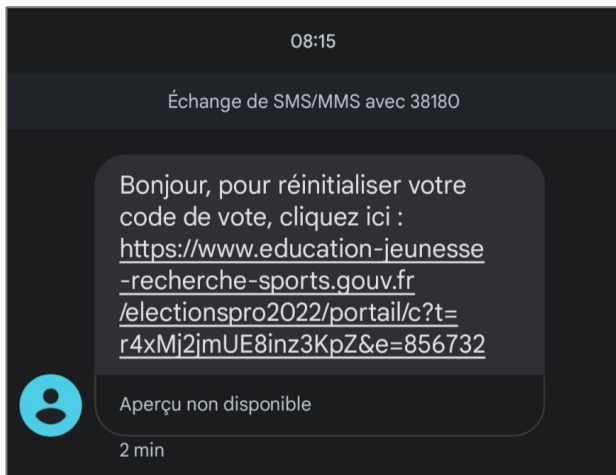 08:15
Échange de SMS/MMS avec 38180
Bonjour, pour réinitialiser votre
code de vote, cliquez ici :
https://www.education-jeunesse
-recherche-sports.gouv.fr
/electionspro2022/portail/c?t=
r4xMj2jmUE8inz3KpZ&e=856732
Aperçu non disponible
2 min